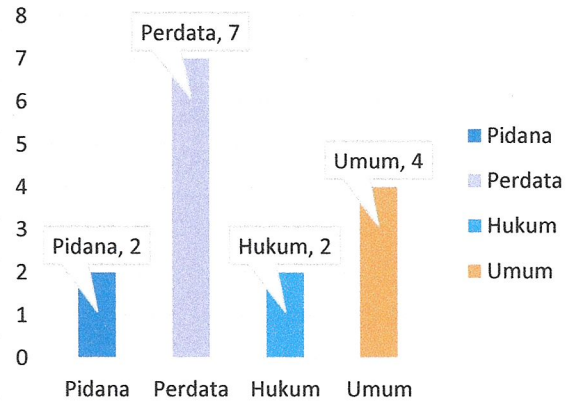 8
7
6
5
4
3
2
1
0
Perdata, 7
Umum, 4
Pidana, 2
Hukum, 2
Pidana
Perdata
Hukum
Umum
Pidana Perdata Hukum Umum